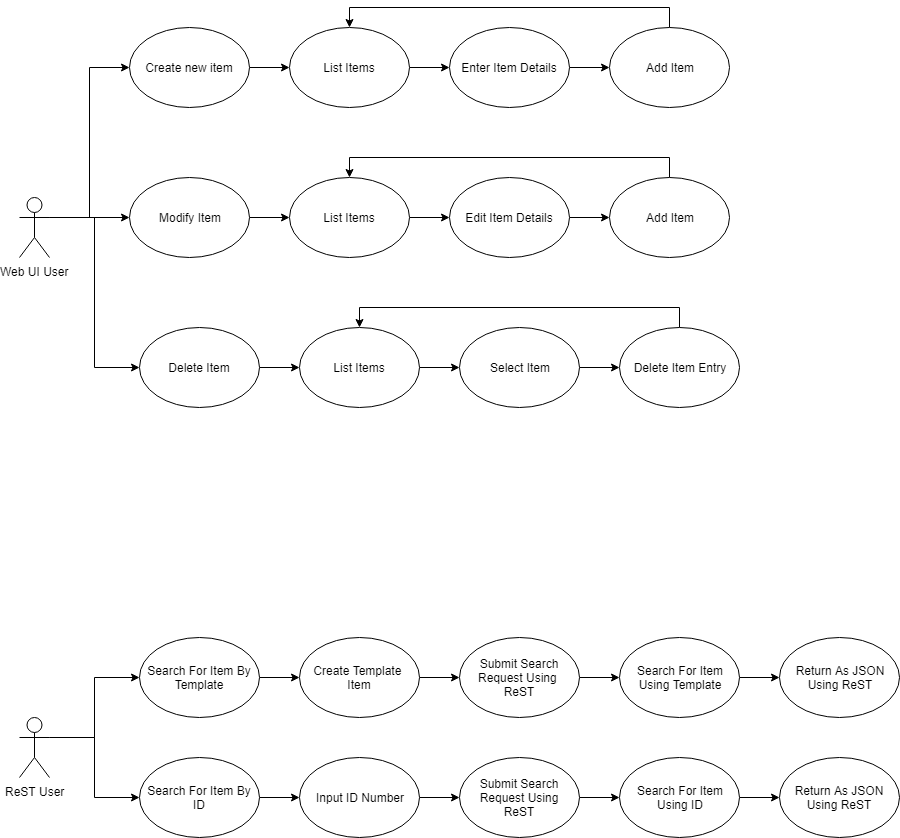 Create new item
List Items
Enter Item Details
Add Item
Modify Item
List Items
Edit Item Details
Add Item
Web UI User
Delete Item
List Items
Select Item
Delete Item Entry
Search For Item By
Template
Create Template
Item
Submit Search
Request Using
ReST
Search For Item
Using Template
Return As JSON
Using ReST
ReST User
Search For Item By
ID
Input ID Number
Submit Search
Request Using
ReST
Search For Item
Using ID
Return As JSON
Using ReST